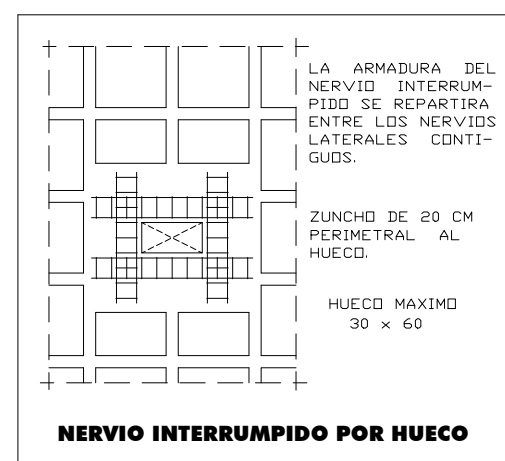 LA ARMADURA DEL
NERVIO INTERRUM-
PIDO SE REPARTIRA
ENTRE LOS NERVIOS
LATERALES CONTI-
GUOS.
ZUNCHO DE 20 CM
PERIMETRAL AL
HUECO.
HUECO MAXIMO
30 x 60
NERVIO INTERRUMPIDO POR HUECO